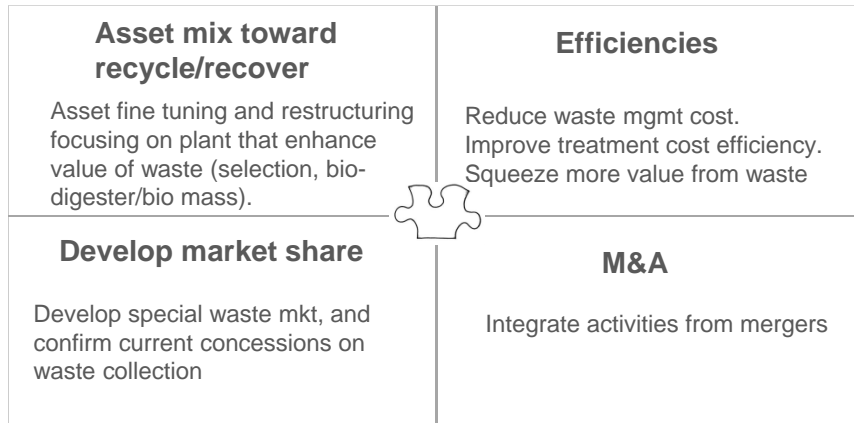 Asset mix toward
recycle/recover
Asset fine tuning and restructuring
focusing on plant that enhance
value of waste (selection, bio-
digester/bio mass).
Efficiencies
Reduce waste mgmt cost.
Improve treatment cost efficiency.
Squeeze more value from waste
Develop market share
Develop special waste mkt, and
confirm current concessions on
waste collection
M&A
Integrate activities from mergers